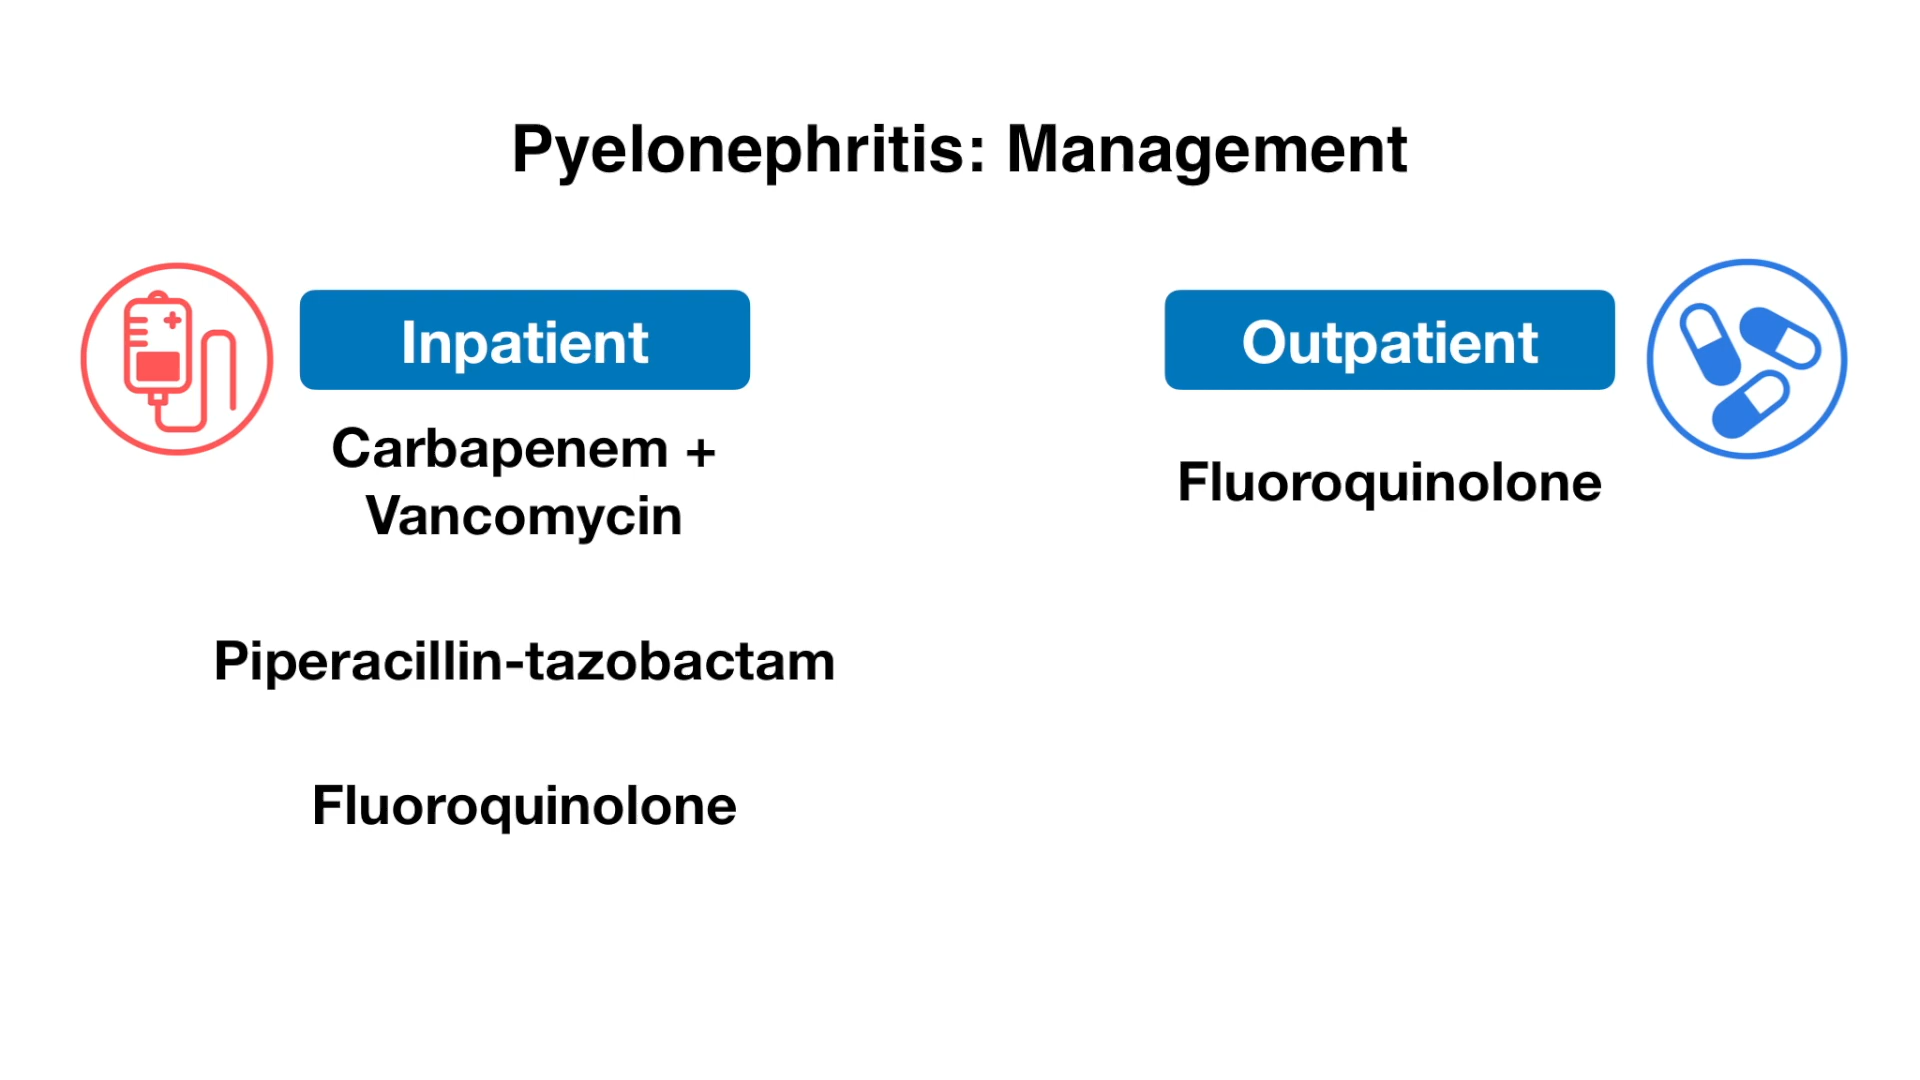 Pyelonephritis: Management
Inpatient
Carbapenem +
Vancomycin
Piperacillin-tazobactam
Fluoroquinolone
Outpatient
Fluoroquinolone